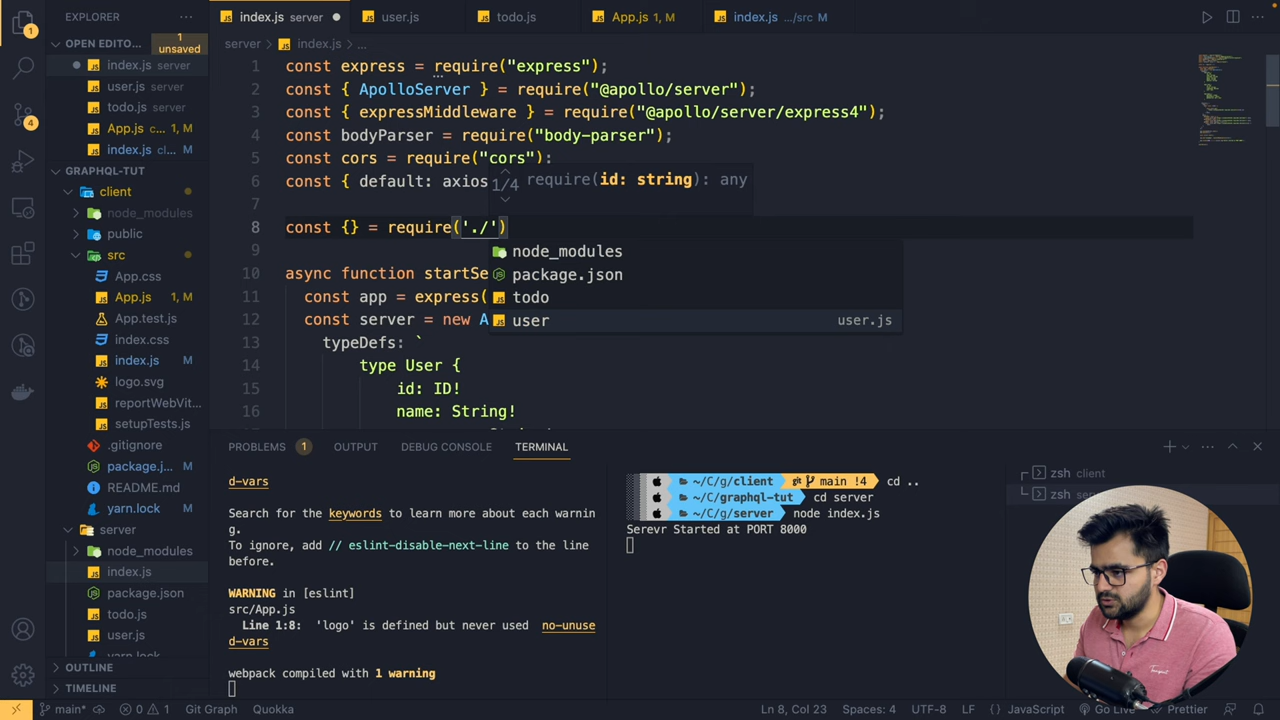 EXPLORER
index.js server
user.js
todo.js
App.js 1, M
index.js .../src M
OPEN EDITO...
1
unsaved
index.js server
user.js server
todo.js server
App.js c... 1, M
index.js cl... M
GRAPHQL-TUT
client
node_modules
public
src
App.css
App.js 1, M
App.test.js
index.css
index.js M
logo.svg
reportWebVit...
setupTests.js
.gitignore
package.j... M
README.md
yarn.lock M
server
node_modules
index.js
package.json
todo.js
user.js
yarn.lock
OUTLINE
TIMELINE
1
4
server > index.js > ...
1 const express = require("express");
2 const { ApolloServer } = require("@apollo/server");
3 const { expressMiddleware } = require("@apollo/server/express4");
4 const bodyParser = require("body-parser");
5 const cors = require("cors");
6 const { default: axios
1/4 require(id: string): any
7
8 const {} = require('./')
node_modules
package.json
todo
user user.js
9
10 async function startSe
11 const app = express(
12 const server = new A
13 typeDefs: `
14 type User {
15 id: ID!
16 name: String!
PROBLEMS 1 OUTPUT DEBUG CONSOLE TERMINAL
d-vars
Search for the keywords to learn more about each warnin
g.
To ignore, add // eslint-disable-next-line to the line
before.
WARNING in [eslint]
src/App.js
Line 1:8: 'logo' is defined but never used no-unuse
d-vars
webpack compiled with 1 warning
~/C/g/client main !4 cd ..
~/C/graphql-tut cd server
~/C/g/server node index.js
Serevr Started at PORT 8000
zsh client
zsh se
main* 0 1 Git Graph Quokka
Ln 8, Col 23 Spaces: 4 UTF-8 LF {} JavaScript Go Live Prettier